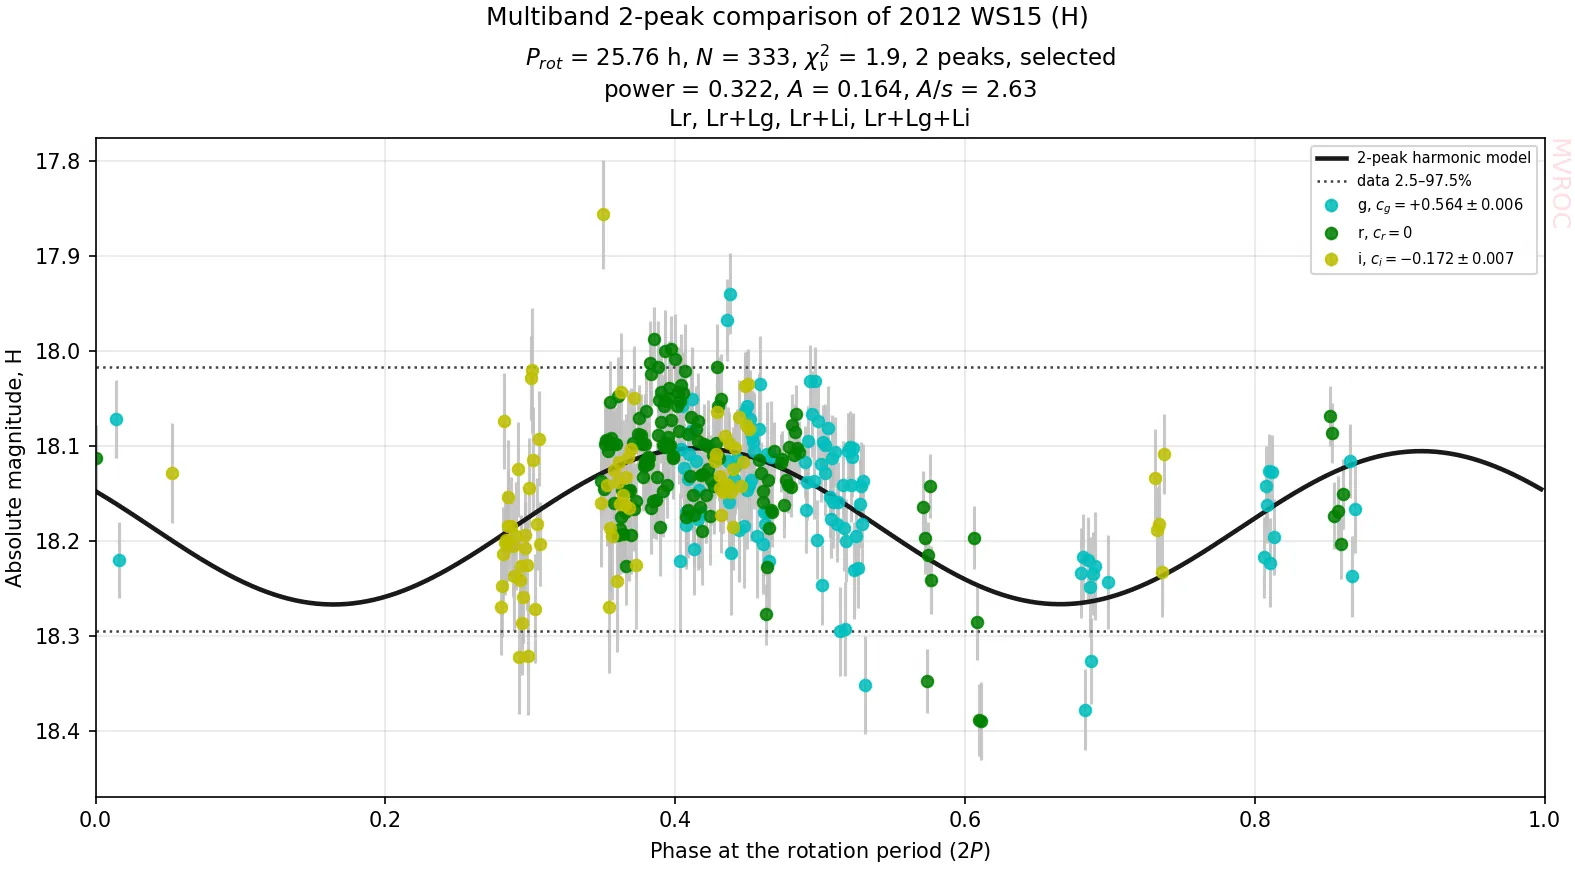 Multiband 2-peak comparison of 2012 WS15 (H)
P_rot = 25.76 h, N = 333, χ²_ν = 1.9, 2 peaks, selected
power = 0.322, A = 0.164, A/s = 2.63
Lr, Lr+Lg, Lr+Li, Lr+Lg+Li
2-peak harmonic model
data 2.5–97.5%
g, c_g = +0.564 ± 0.006
r, c_r = 0
i, c_i = −0.172 ± 0.007
MVROC
Absolute magnitude, H
17.8
17.9
18.0
18.1
18.2
18.3
18.4
0.0 0.2 0.4 0.6 0.8 1.0
Phase at the rotation period (2P)